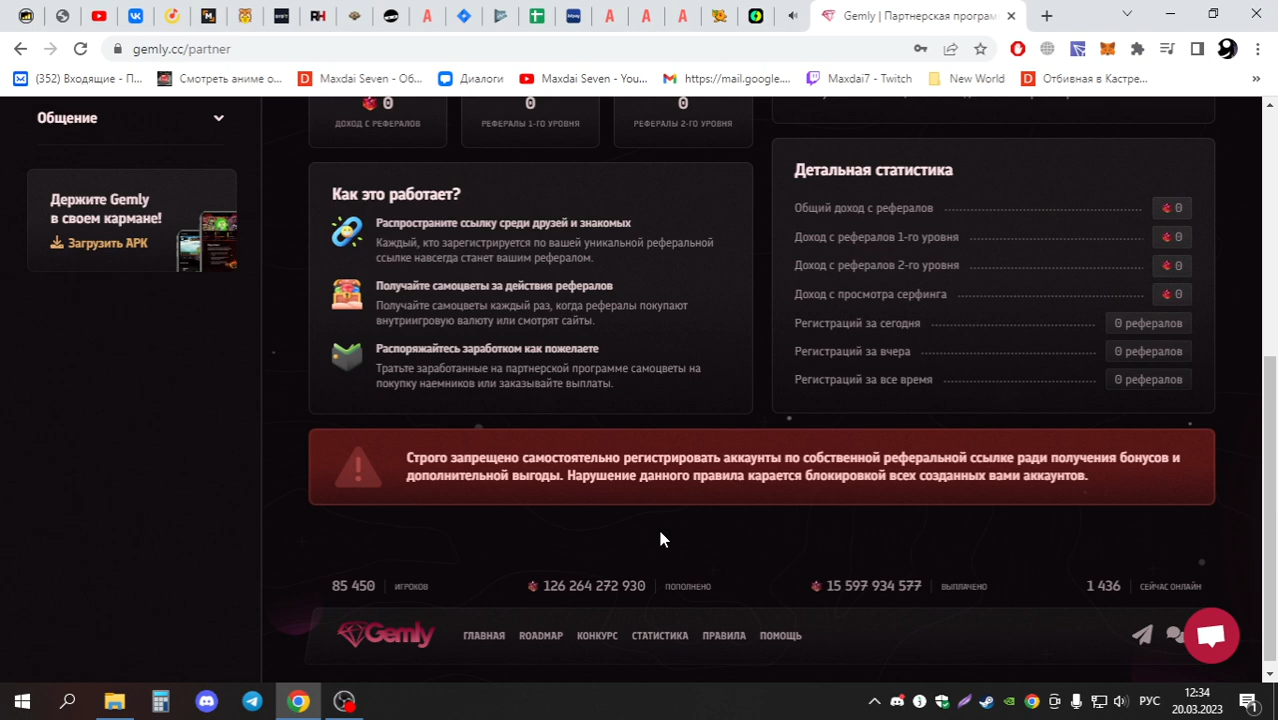 Gemly | Партнерская програм
gemly.cc/partner
(352) Входящие - П...
Смотреть аниме о...
Maxdai Seven - Об...
Диалоги
Maxdai Seven - You...
https://mail.google....
Maxdai7 - Twitch
New World
Отбивная в Кастре...
Общение
Держите Gemly
в своем кармане!
Загрузить APK
0
ДОХОД С РЕФЕРАЛОВ
0
РЕФЕРАЛЫ 1-ГО УРОВНЯ
0
РЕФЕРАЛЫ 2-ГО УРОВНЯ
Как это работает?
Распространите ссылку среди друзей и знакомых
Каждый, кто зарегистрируется по вашей уникальной реферальной
ссылке навсегда станет вашим рефералом.
Получайте самоцветы за действия рефералов
Получайте самоцветы каждый раз, когда рефералы покупают
внутриигровую валюту или смотрят сайты.
Распоряжайтесь заработком как пожелаете
Тратьте заработанные на партнерской программе самоцветы на
покупку наемников или заказывайте выплаты.
Детальная статистика
Общий доход с рефералов 0
Доход с рефералов 1-го уровня 0
Доход с рефералов 2-го уровня 0
Доход с просмотра серфинга 0
Регистраций за сегодня 0 рефералов
Регистраций за вчера 0 рефералов
Регистраций за все время 0 рефералов
Строго запрещено самостоятельно регистрировать аккаунты по собственной реферальной ссылке ради получения бонусов и
дополнительной выгоды. Нарушение данного правила карается блокировкой всех созданных вами аккаунтов.
85 450 ИГРОКОВ
126 264 272 930 ПОПОЛНЕНО
15 597 934 577 ВЫПЛАЧЕНО
1 436 СЕЙЧАС ОНЛАЙН
Gemly
ГЛАВНАЯ ROADMAP КОНКУРС СТАТИСТИКА ПРАВИЛА ПОМОЩЬ
РУС
12:34
20.03.2023